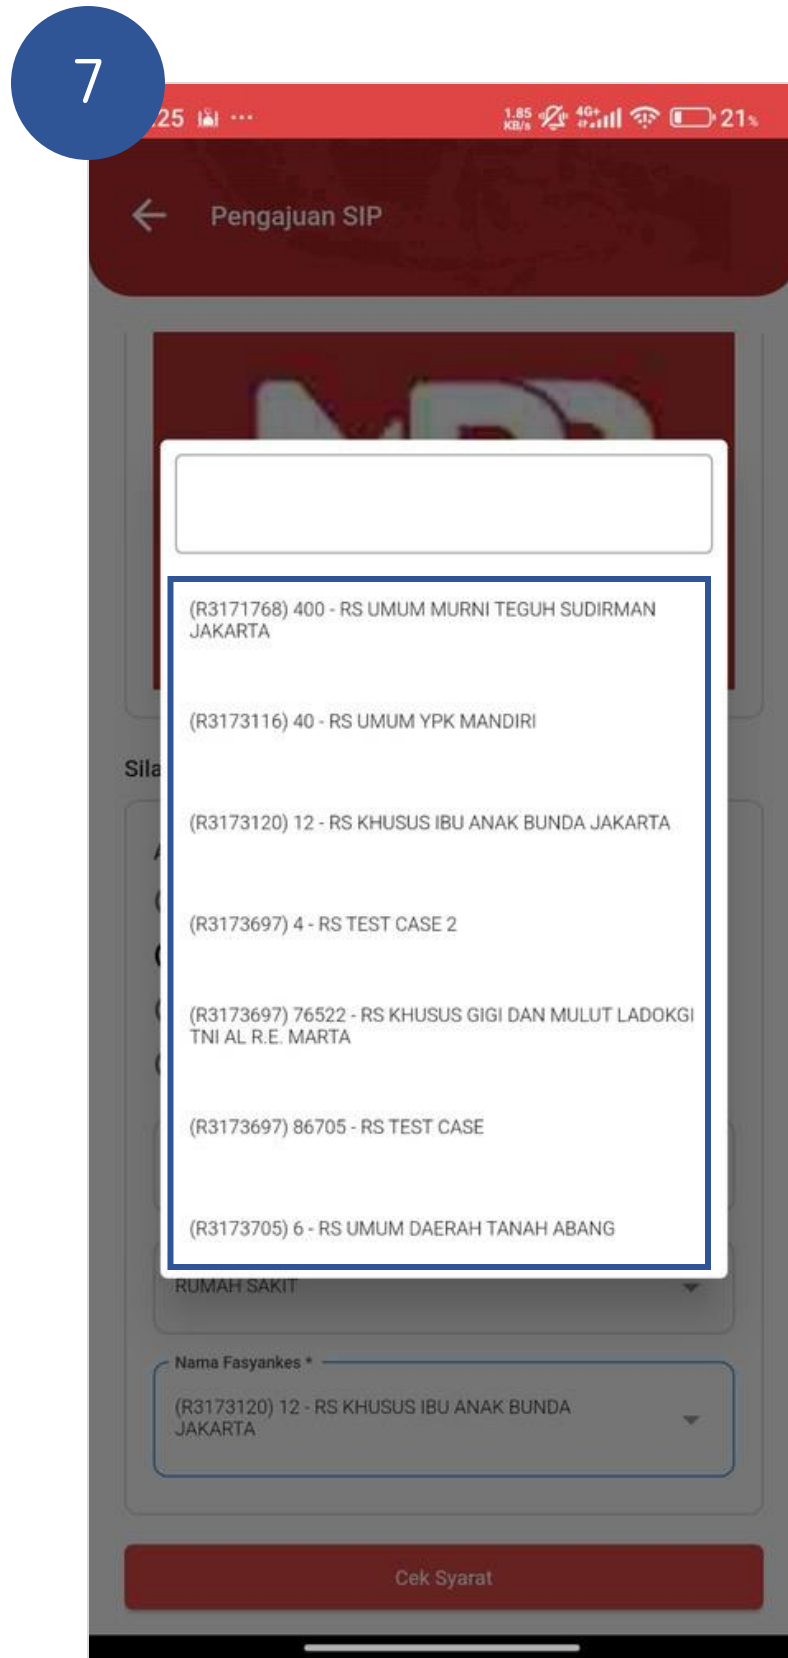 7
25 ...
1.85 KB/s 4G+ 21%
Pengajuan SIP
(R3171768) 400 - RS UMUM MURNI TEGUH SUDIRMAN
JAKARTA
(R3173116) 40 - RS UMUM YPK MANDIRI
Sila
(R3173120) 12 - RS KHUSUS IBU ANAK BUNDA JAKARTA
(R3173697) 4 - RS TEST CASE 2
(R3173697) 76522 - RS KHUSUS GIGI DAN MULUT LADOKGI
TNI AL R.E. MARTA
(R3173697) 86705 - RS TEST CASE
(R3173705) 6 - RS UMUM DAERAH TANAH ABANG
RUMAH SAKIT
Nama Fasyankes *
(R3173120) 12 - RS KHUSUS IBU ANAK BUNDA
JAKARTA
Cek Syarat